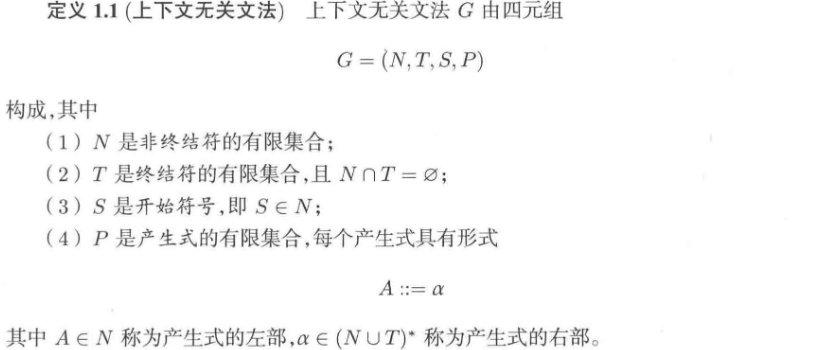 定义 1.1 (上下文无关文法) 上下文无关文法 G 由四元组
G = (N, T, S, P)
构成,其中
(1) N 是非终结符的有限集合;
(2) T 是终结符的有限集合,且 N ∩ T = ∅;
(3) S 是开始符号,即 S ∈ N;
(4) P 是产生式的有限集合,每个产生式具有形式
A ::= α
其中 A ∈ N 称为产生式的左部,α ∈ (N ∪ T)* 称为产生式的右部。